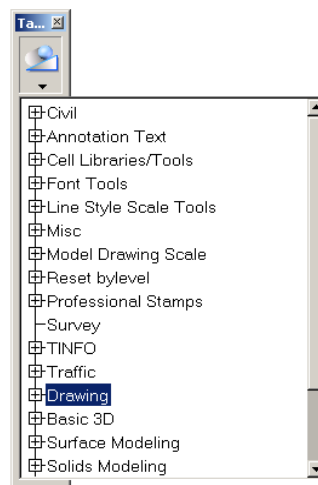 Ta...
Civil
Annotation Text
Cell Libraries/Tools
Font Tools
Line Style Scale Tools
Misc
Model Drawing Scale
Reset bylevel
Professional Stamps
Survey
TINFO
Traffic
Drawing
Basic 3D
Surface Modeling
Solids Modeling